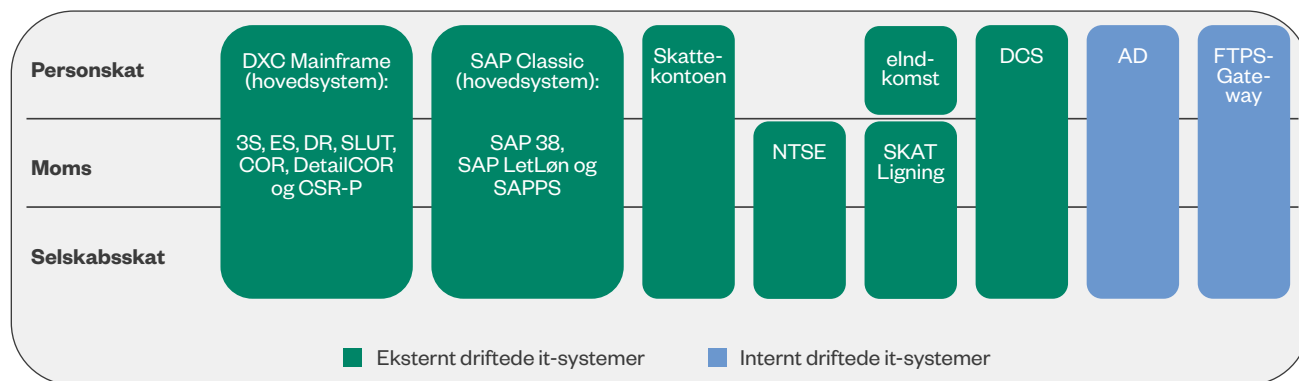 Personskat
Moms
Selskabsskat
DXC Mainframe
(hovedsystem):
3S, ES, DR, SLUT,
COR, DetailCOR
og CSR-P
SAP Classic
(hovedsystem):
SAP 38,
SAP LetLøn og
SAPPS
Skatte-
kontoen
NTSE
eInd-
komst
SKAT
Ligning
DCS
AD
FTPS-
Gate-
way
Eksternt driftede it-systemer
Internt driftede it-systemer